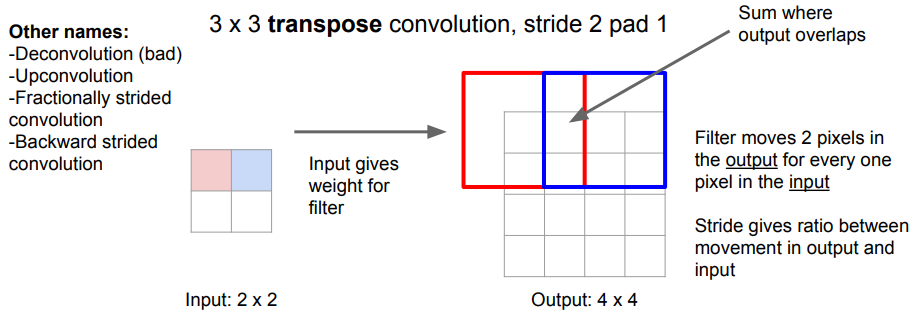 Other names:
-Deconvolution (bad)
-Upconvolution
-Fractionally strided
convolution
-Backward strided
convolution
3 x 3 transpose convolution, stride 2 pad 1
Sum where
output overlaps
Input gives
weight for
filter
Filter moves 2 pixels in
the output for every one
pixel in the input
Stride gives ratio between
movement in output and
input
Input: 2 x 2
Output: 4 x 4